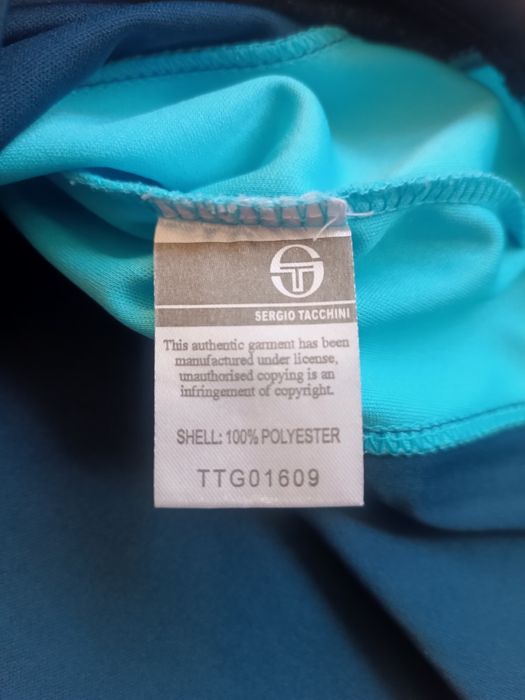 SERGIO TACCHINI
This authentic garment has been
manufactured under license,
unauthorised copying is an
infringement of copyright.
SHELL: 100% POLYESTER
TTG01609